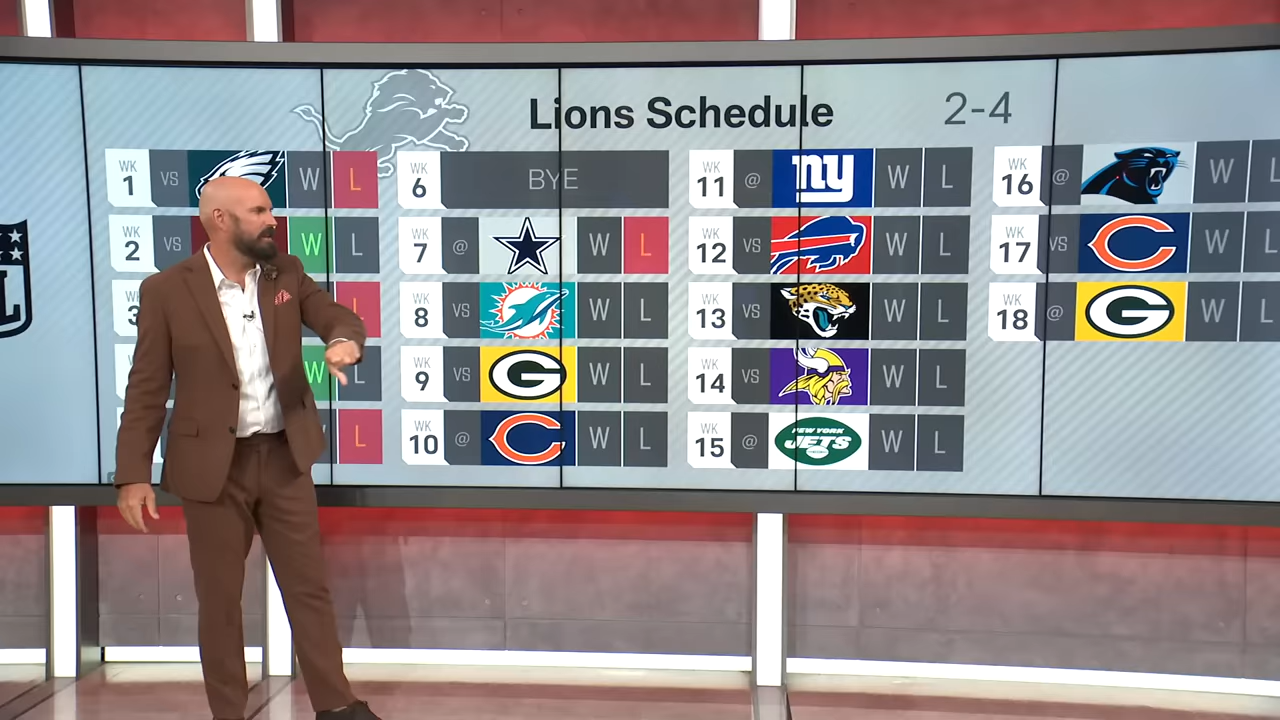 Lions Schedule 2-4
WK 1 VS W L
WK 2 VS W L
WK 3 L
W L
L
WK 6 BYE
WK 7 @ W L
WK 8 VS W L
WK 9 VS G W L
WK 10 @ C W L
WK 11 @ ny W L
WK 12 VS W L
WK 13 VS W L
WK 14 VS W L
WK 15 @ NEW YORK JETS W L
WK 16 @ W L
WK 17 VS C W L
WK 18 @ G W L
L